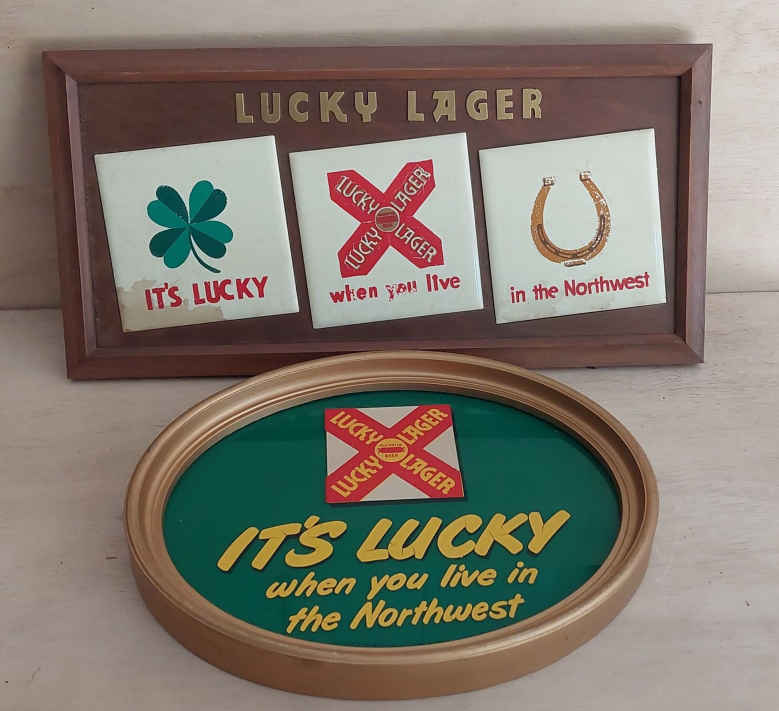 LUCKY LAGER
IT'S LUCKY
LUCKY LAGER
LUCKY LAGER
when you live
in the Northwest
LUCKY LAGER
LUCKY LAGER
IT'S LUCKY
when you live in
the Northwest